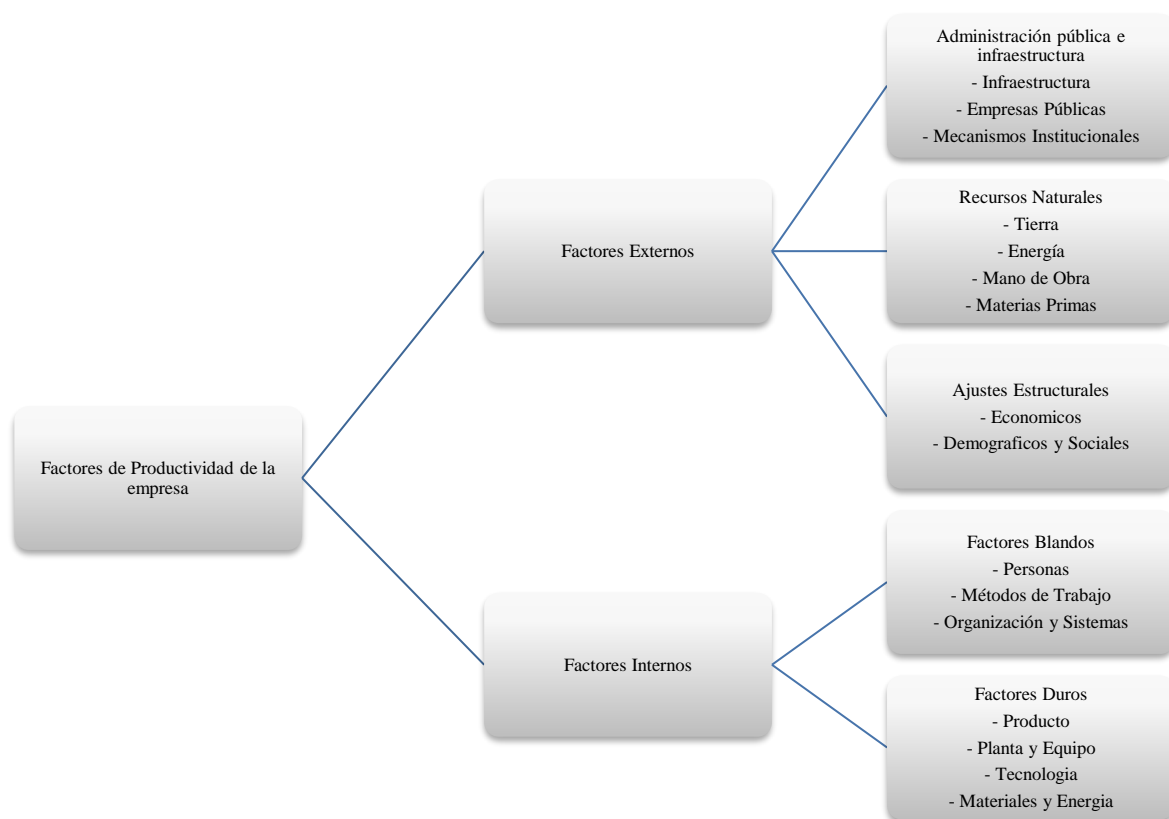 Factores de Productividad de la
empresa
Factores Externos
Administración pública e
infraestructura
- Infraestructura
- Empresas Públicas
- Mecanismos Institucionales
Recursos Naturales
- Tierra
- Energía
- Mano de Obra
- Materias Primas
Ajustes Estructurales
- Economicos
- Demograficos y Sociales
Factores Internos
Factores Blandos
- Personas
- Métodos de Trabajo
- Organización y Sistemas
Factores Duros
- Producto
- Planta y Equipo
- Tecnologia
- Materiales y Energia